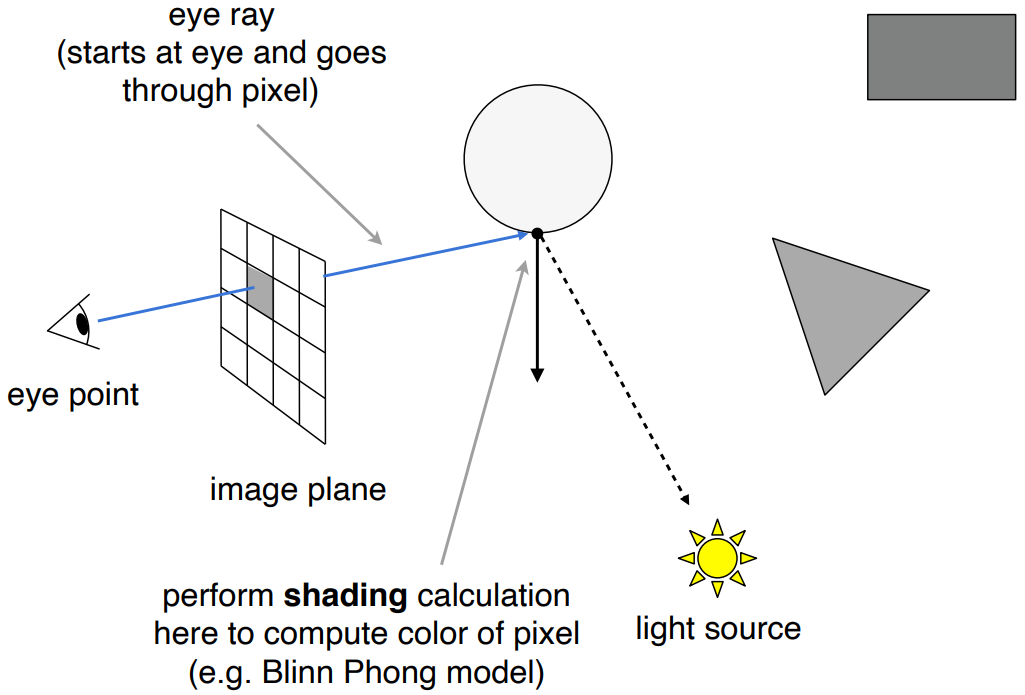 eye ray
(starts at eye and goes
through pixel)
eye point
image plane
perform shading calculation
here to compute color of pixel
(e.g. Blinn Phong model)
light source